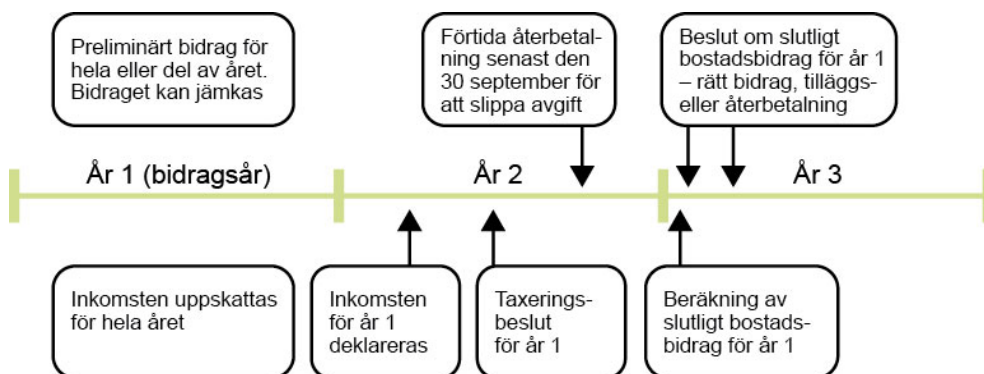 Preliminärt bidrag för
hela eller del av året.
Bidraget kan jämkas
Förtida återbetal-
ning senast den
30 september för
att slippa avgift
Beslut om slutligt
bostadsbidrag för år 1
– rätt bidrag, tilläggs-
eller återbetalning
År 1 (bidragsår)
År 2
År 3
Inkomsten uppskattas
för hela året
Inkomsten
för år 1
deklareras
Taxerings-
beslut
för år 1
Beräkning av
slutligt bostads-
bidrag för år 1